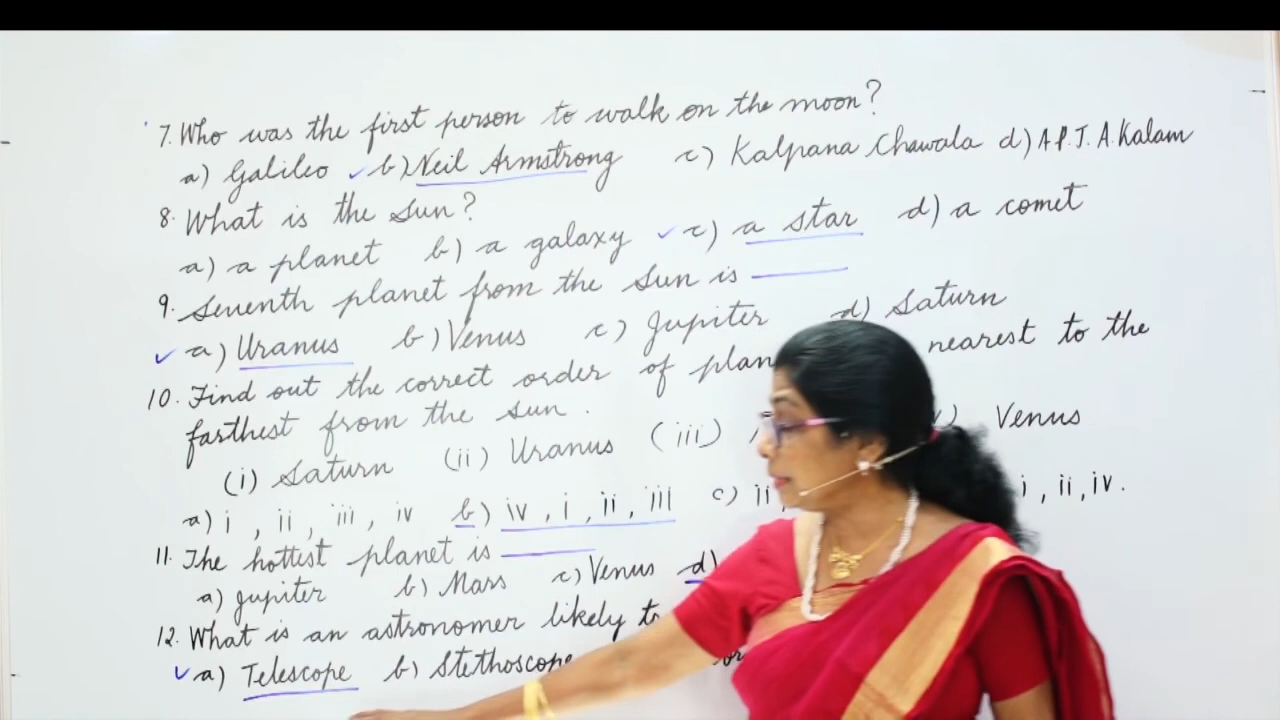 7. Who was the first person to walk on the moon?
a) Galileo b) Neil Armstrong c) Kalpana Chawala d) A.P.J. A. Kalam
8. What is the Sun?
a) a planet b) a galaxy c) a star d) a comet
9. Seventh planet from the Sun is
a) Uranus b) Venus c) Jupiter d) Saturn
10. Find out the correct order of nearest to the
farthest from the sun.
(i) Saturn (ii) Uranus (iii) Venus
a) i, ii, iii, iv b) iv, i, ii, iii c) i, ii, iv.
11. The hottest planet is
a) Jupiter b) Mars c) Venus d)
12. What is an astronomer likely to
a) Telescope b) Stethoscope